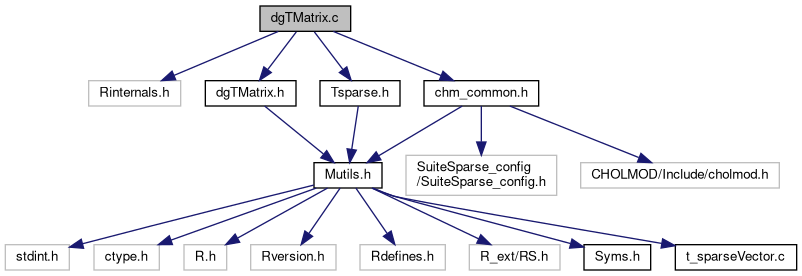 dgTMatrix.c
Rinternals.h
dgTMatrix.h
Tsparse.h
chm_common.h
Mutils.h
SuiteSparse_config
/SuiteSparse_config.h
CHOLMOD/Include/cholmod.h
stdint.h
ctype.h
R.h
Rversion.h
Rdefines.h
R_ext/RS.h
Syms.h
t_sparseVector.c